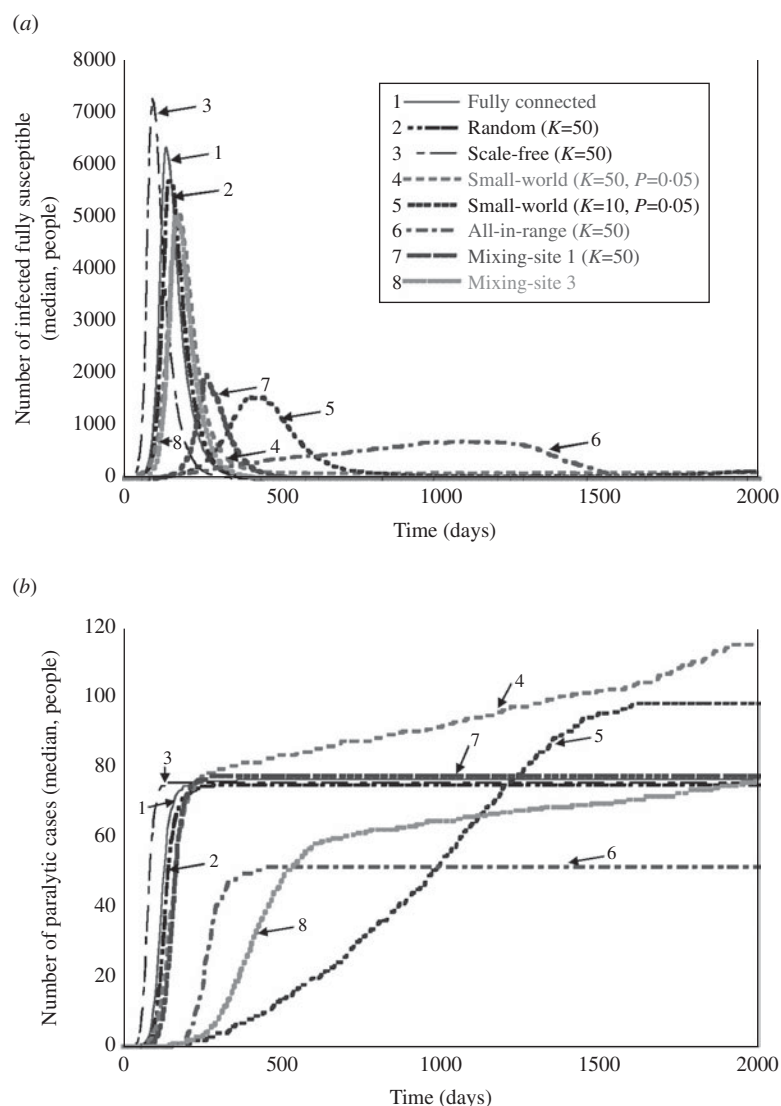 (a)
8000
7000
6000
5000
4000
3000
2000
1000
0
Number of infected fully susceptible
(median, people)
1 Fully connected
2 Random (K=50)
3 Scale-free (K=50)
4 Small-world (K=50, P=0·05)
5 Small-world (K=10, P=0·05)
6 All-in-range (K=50)
7 Mixing-site 1 (K=50)
8 Mixing-site 3
3
1
2
7
5
8
4
6
0
500
1000
1500
2000
Time (days)
(b)
120
100
80
60
40
20
0
Number of paralytic cases (median, people)
4
3
7
5
1
2
6
8
0
500
1000
1500
2000
Time (days)